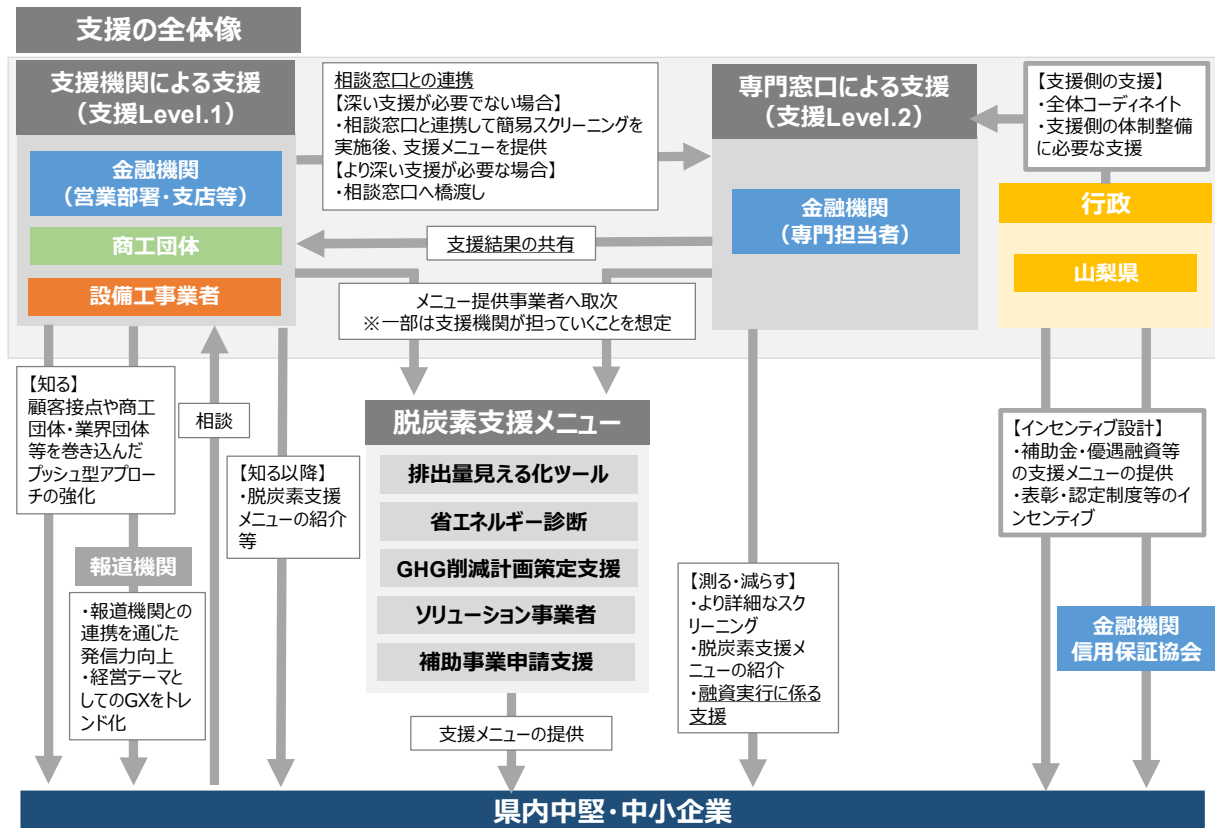 支援の全体像
支援機関による支援
（支援Level.1）
金融機関
（営業部署・支店等）
商工団体
設備工事業者
相談窓口との連携
【深い支援が必要でない場合】
・相談窓口と連携して簡易スクリーニングを
実施後、支援メニューを提供
【より深い支援が必要な場合】
・相談窓口へ橋渡し
支援結果の共有
専門窓口による支援
（支援Level.2）
金融機関
（専門担当者）
【支援側の支援】
・全体コーディネイト
・支援側の体制整備
に必要な支援
行政
山梨県
メニュー提供事業者へ取次
※一部は支援機関が担っていくことを想定
【知る】
顧客接点や商工
団体・業界団体
等を巻き込んだ
プッシュ型アプロー
チの強化
相談
【知る以降】
・脱炭素支援
メニューの紹介
等
報道機関
・報道機関との
連携を通じた
発信力向上
・経営テーマと
してのGXをトレ
ンド化
脱炭素支援メニュー
排出量見える化ツール
省エネルギー診断
GHG削減計画策定支援
ソリューション事業者
補助事業申請支援
支援メニューの提供
【測る・減らす】
・より詳細なスク
リーニング
・脱炭素支援メ
ニューの紹介
・融資実行に係る
支援
【インセンティブ設計】
・補助金・優遇融資等
の支援メニューの提供
・表彰・認定制度等のイ
ンセンティブ
金融機関
信用保証協会
県内中堅・中小企業